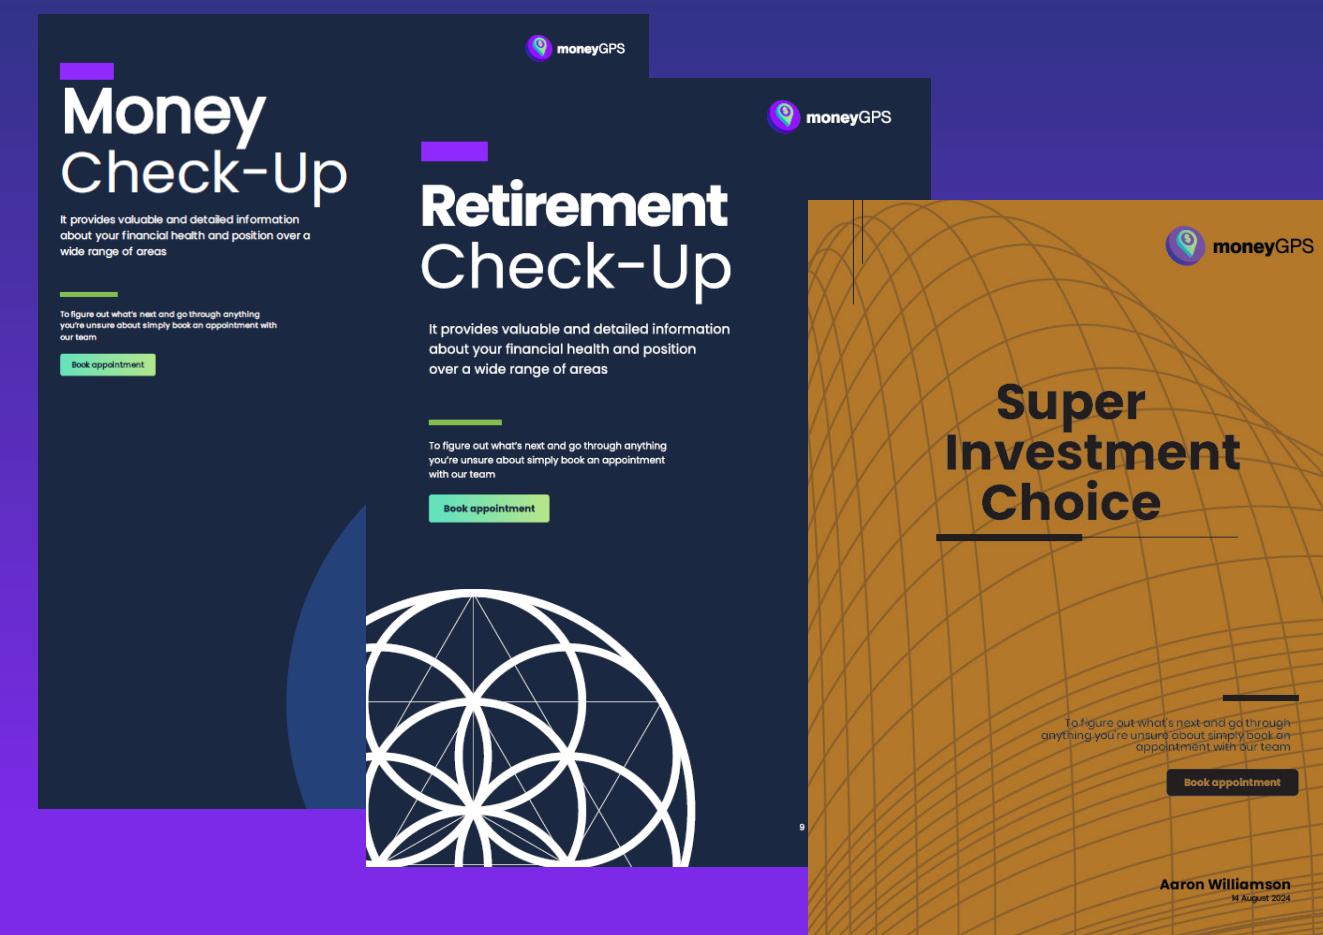 moneyGPS
Money
Check-Up
It provides valuable and detailed information
about your financial health and position over a
wide range of areas
To figure out what's next and go through anything
you're unsure about simply book an appointment with
our team
Book appointment
moneyGPS
Retirement
Check-Up
It provides valuable and detailed information
about your financial health and position
over a wide range of areas
To figure out what's next and go through anything
you're unsure about simply book an appointment
with our team
Book appointment
9
moneyGPS
Super
Investment
Choice
To figure out what's next and go through
anything you're unsure about simply book an
appointment with our team
Book appointment
Aaron Williamson
14 August 2024